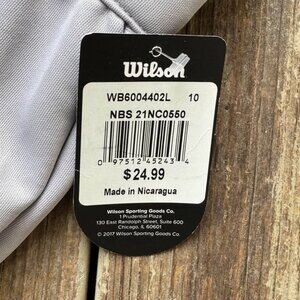 Wilson
WB6004402L 10
NBS 21NC0550
0 97512 45243 4
$24.99
Made in Nicaragua
Wilson Sporting Goods Co.
1 Prudential Plaza
130 East Randolph Street, Suite 600
Chicago, IL 60601
© 2017 Wilson Sporting Goods Co.